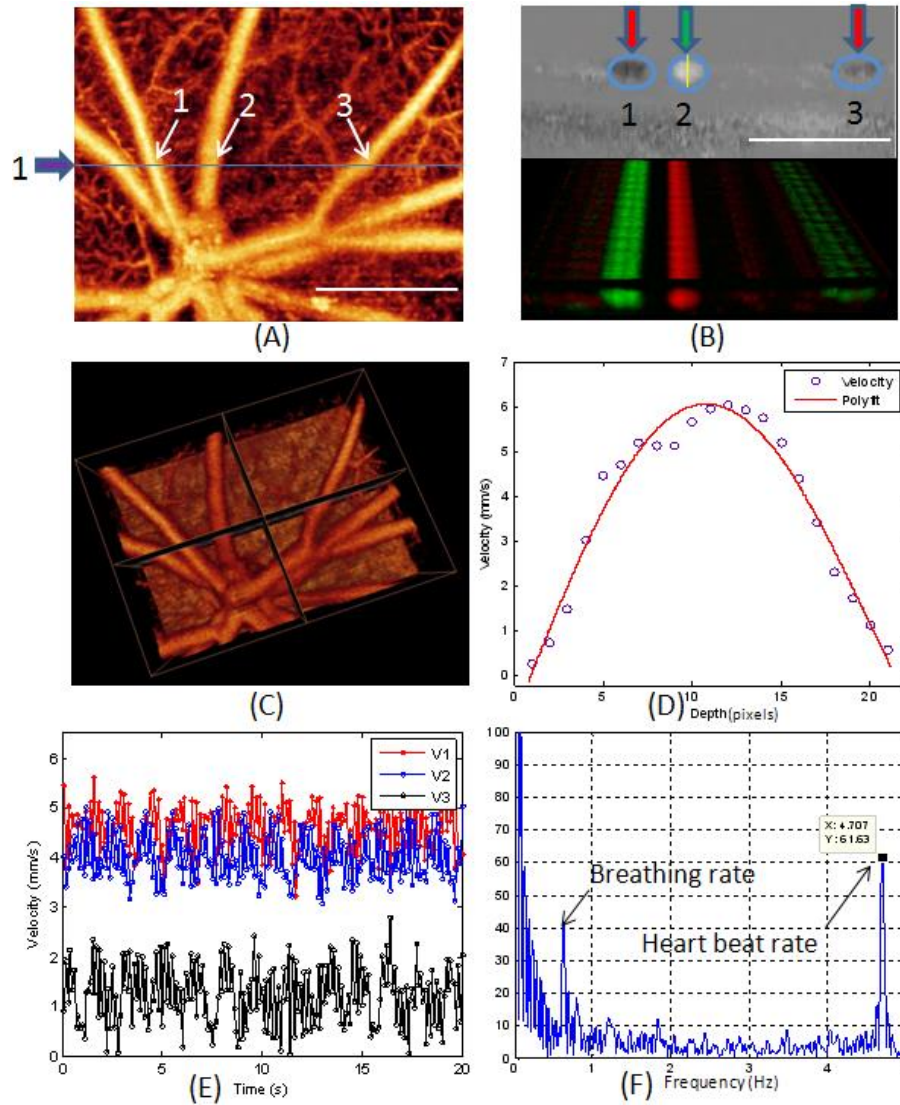 1
1
2
3
(A)
1
2
3
(B)
(C)
7
6
5
4
3
2
1
0
Velocity (mm/s)
Velocity
Polyfit
0 5 10 15 20
Depth(pixels)
(D)
6
5
4
3
2
1
0
Velocity (mm/s)
V1
V2
V3
0 5 10 15 20
Time (s)
(E)
100
90
80
70
60
50
40
30
20
10
0
X: 4.707
Y: 61.63
Breathing rate
Heart beat rate
1 2 3 4
Frequency (Hz)
(F)